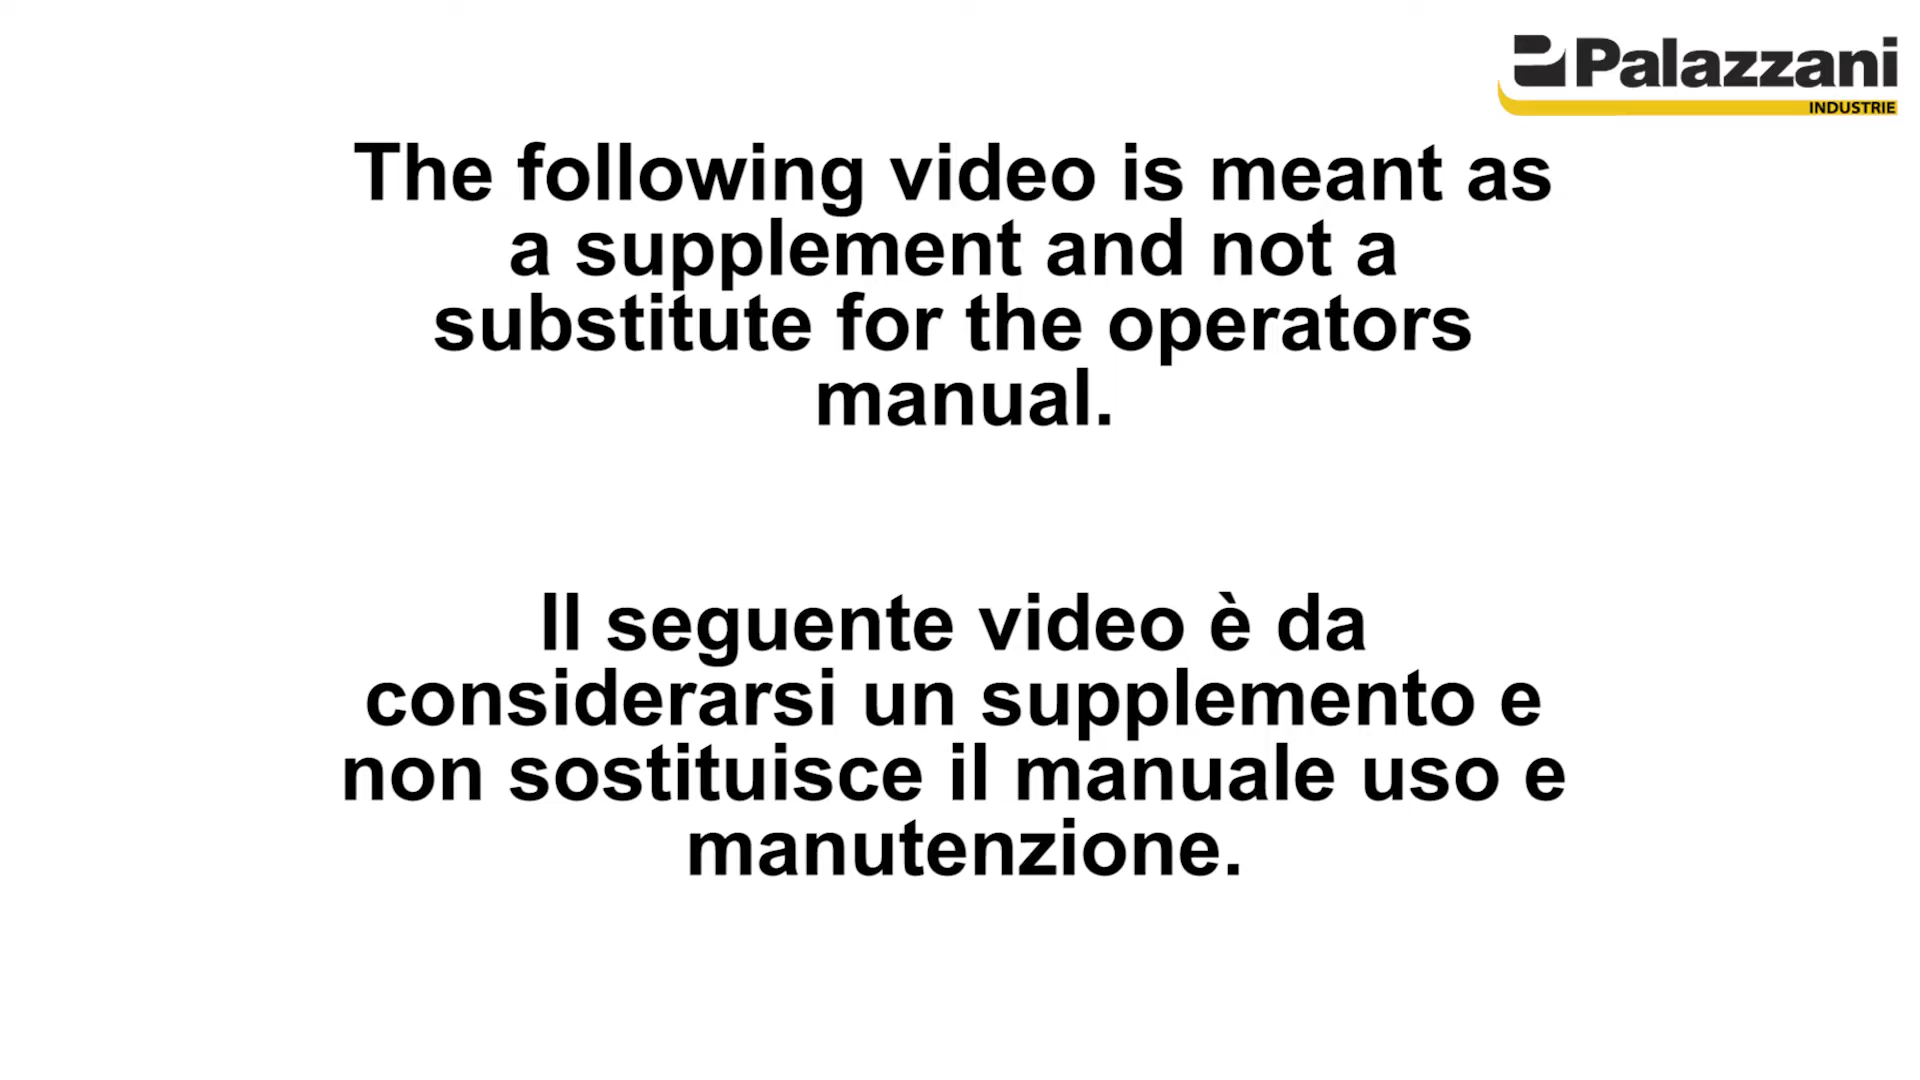 Palazzani
INDUSTRIE
The following video is meant as
a supplement and not a
substitute for the operators
manual.
Il seguente video è da
considerarsi un supplemento e
non sostituisce il manuale uso e
manutenzione.